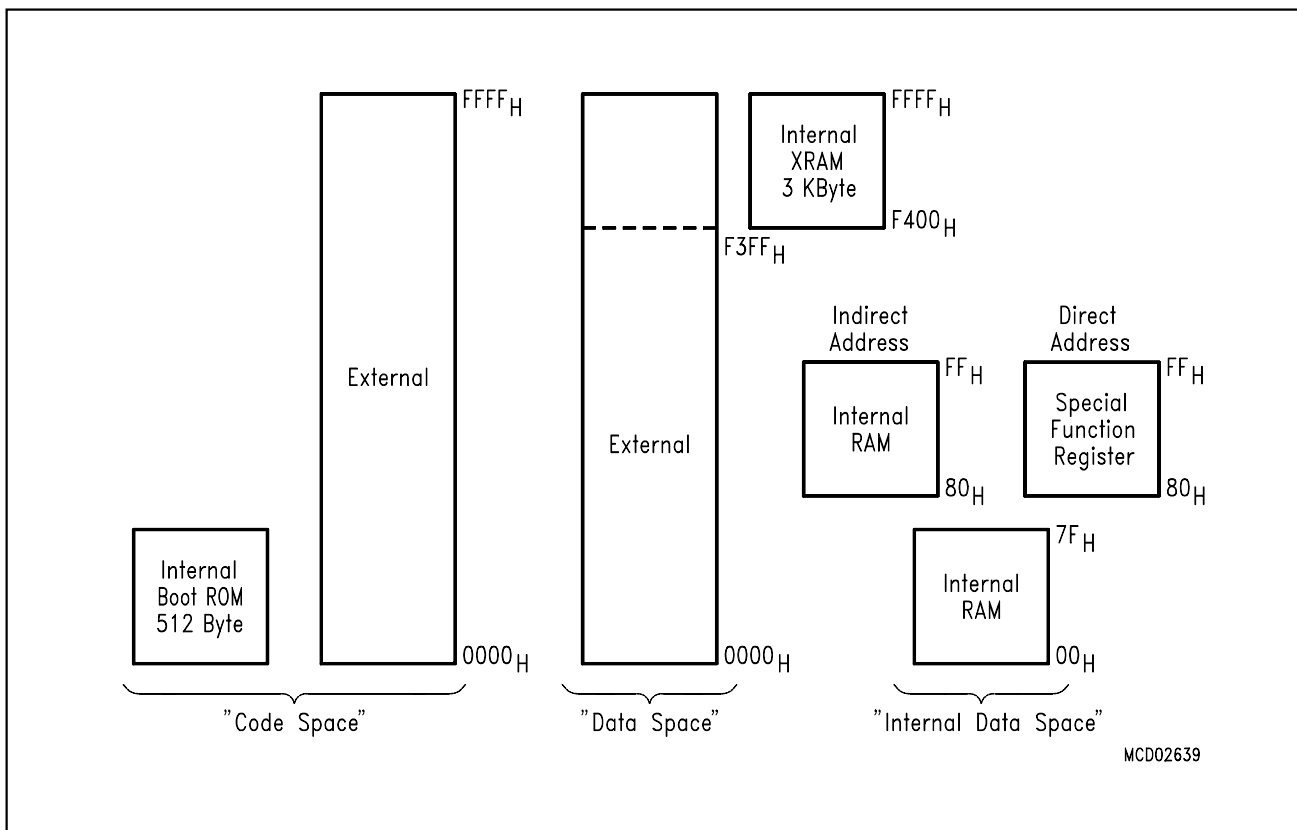 FFFFH
FFFFH
Internal
XRAM
3 KByte
F400H
F3FFH
Indirect
Address
Direct
Address
FFH
FFH
External
Internal
RAM
Special
Function
Register
External
80H
80H
7FH
Internal
Boot ROM
512 Byte
Internal
RAM
0000H
0000H
00H
"Code Space"
"Data Space"
"Internal Data Space"
MCD02639